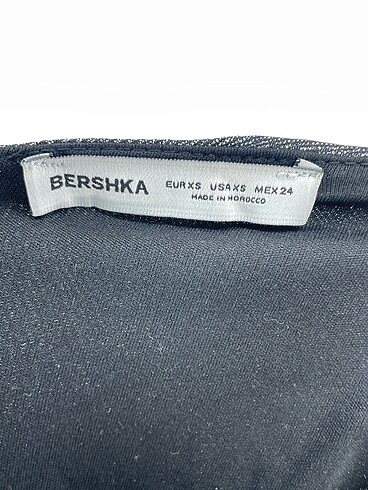 BERSHKA EUR XS USA XS MEX 24
MADE IN MOROCCO